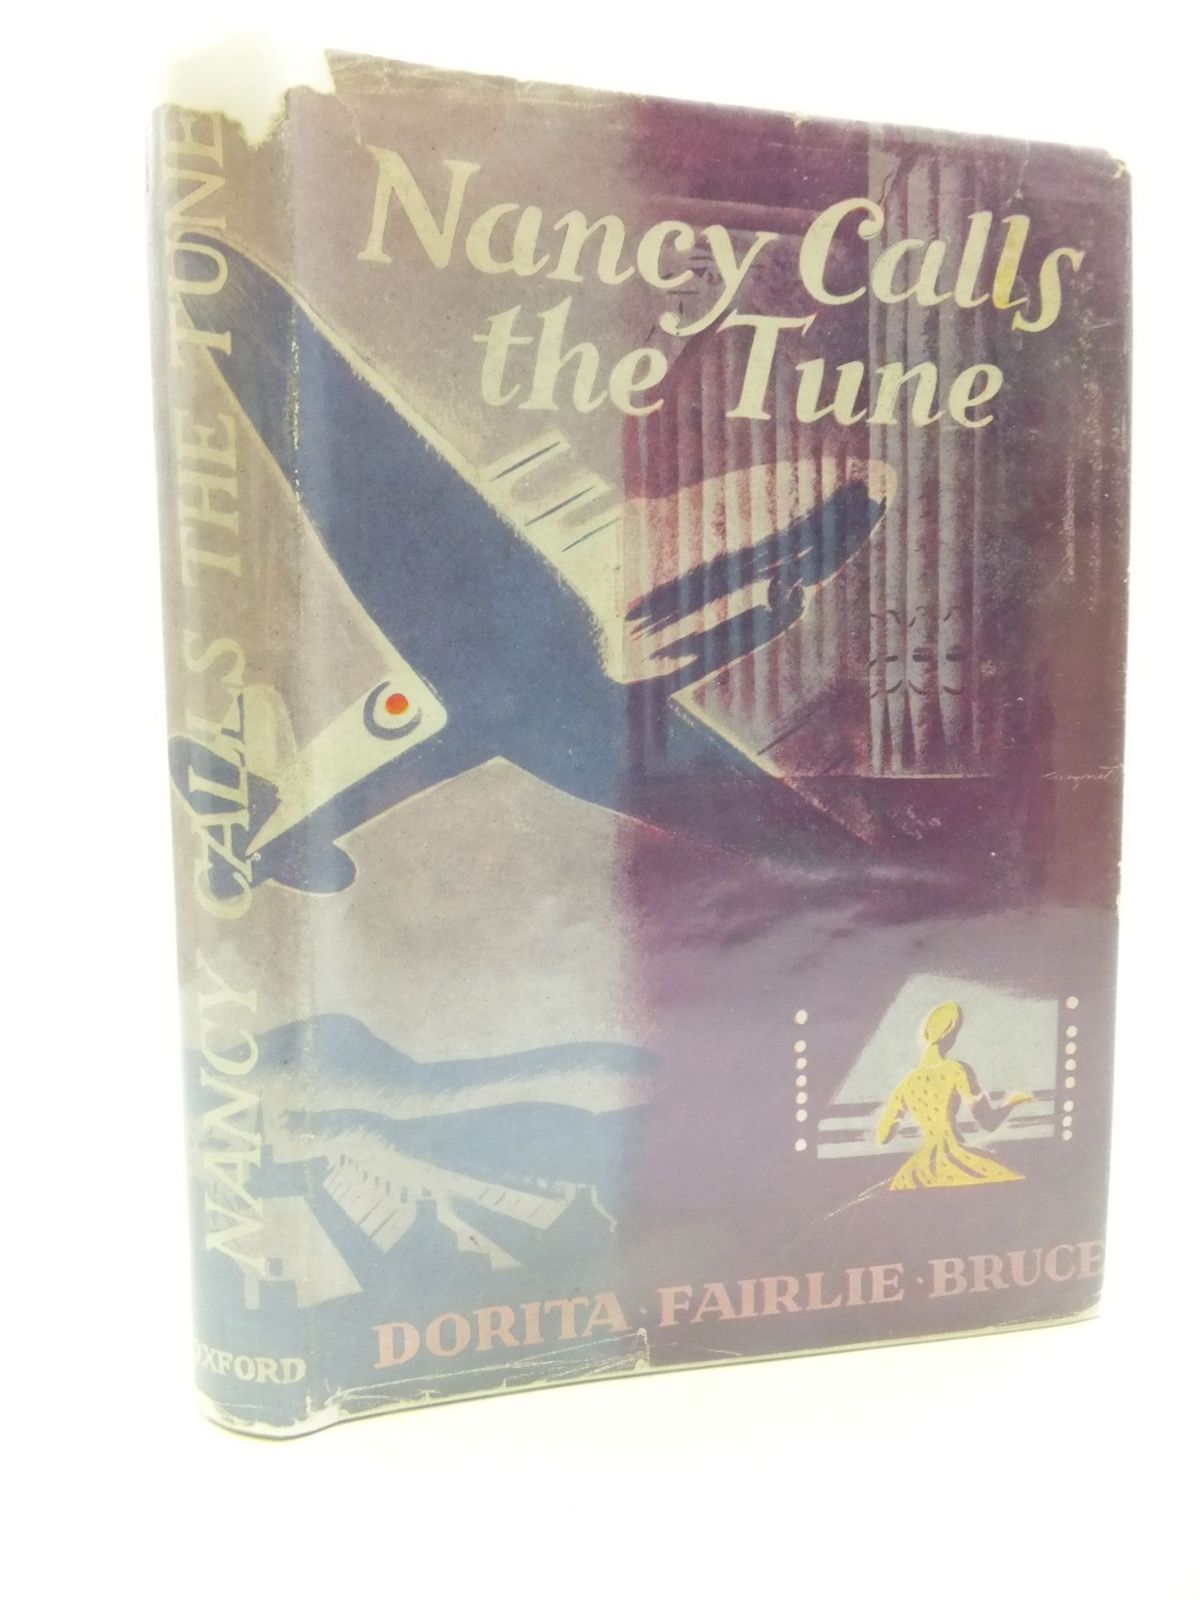 Nancy Calls
the Tune
DORITA · FAIRLIE · BRUCE
NANCY CALLS THE TUNE
OXFORD